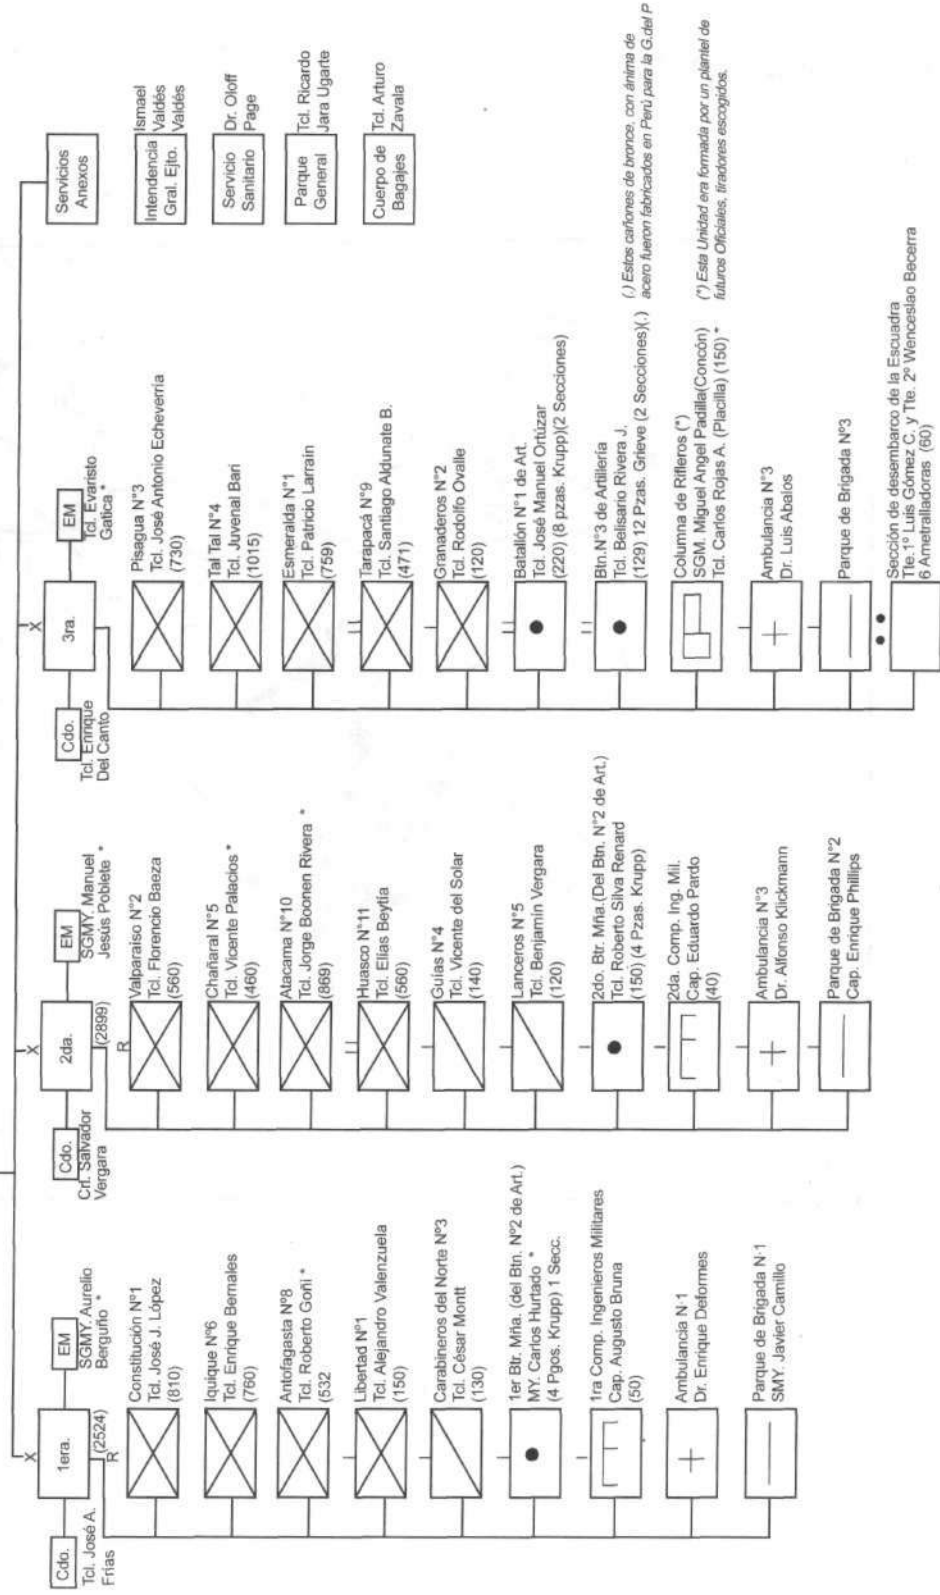 Cdo.
Tcl. José A.
Frías
X
1era.
(2524)
R
EM
SGMY. Aurelio
Berguño *
Constitución Nº1
Tcl. José J. López
(810)
Iquique Nº6
Tcl. Enrique Bernales
(760)
Antofagasta Nº8
Tcl. Roberto Goñi *
(532
Libertad Nº1
Tcl. Alejandro Valenzuela
(150)
Carabineros del Norte Nº3
Tcl. César Montt
(130)
1er Btr. Mña. (del Btn. Nº2 de Art.)
MY. Carlos Hurtado *
(4 Pgos. Krupp) 1 Secc.
1ra Comp. Ingenieros Militares
Cap. Augusto Bruna
(50)
Ambulancia N·1
Dr. Enrique Deformes
Parque de Brigada N·1
SMY. Javier Camillo
Cdo.
Crl. Salvador
Vergara
X
2da.
(2899)
R
EM
SGMY. Manuel
Jesús Poblete *
Valparaiso N°2
Tcl. Florencio Baeza
(560)
Chañaral N°5
Tcl. Vicente Palacios *
(460)
Atacama N°10
Tcl. Jorge Boonen Rivera *
(869)
Huasco N°11
Tcl. Elías Beytía
(560)
Guías N°4
Tcl. Vicente del Solar
(140)
Lanceros N°5
Tcl. Benjamín Vergara
(120)
2do. Btr. Mña.(Del Btn. N°2 de Art.)
Tcl. Roberto Silva Renard
(150) (4 Pzas. Krupp)
2da. Comp. Ing. Mil.
Cap. Eduardo Pardo
(40)
Ambulancia N°3
Dr. Alfonso Klickmann
Parque de Brigada N°2
Cap. Enrique Phillips
Cdo.
Tcl. Enrique
Del Canto
X
3ra.
EM
Tcl. Evaristo
Gatica *
Pisagua N°3
Tcl. José Antonio Echeverría
(730)
Tal Tal N°4
Tcl. Juvenal Bari
(1015)
Esmeralda N°1
Tcl. Patricio Larrain
(759)
Tarapacá N°9
Tcl. Santiago Aldunate B.
(471)
Granaderos N°2
Tcl. Rodolfo Ovalle
(120)
Batallón N°1 de Art.
Tcl. José Manuel Ortúzar
(220) (8 pzas. Krupp)(2 Secciones)
Btn.N°3 de Artillería
Tcl. Belisario Rivera J.
(129) 12 Pzas. Grieve (2 Secciones)(.)
Columna de Rifleros (*)
SGM. Miguel Angel Padilla(Concón)
Tcl. Carlos Rojas A. (Placilla) (150) *
Ambulancia N°3
Dr. Luis Abalos
Parque de Brigada Nº3
Sección de desembarco de la Escuadra
Tte.1º Luis Gómez C. y Tte. 2º Wenceslao Becerra
6 Ametralladoras (60)
Servicios
Anexos
Intendencia
Gral. Ejto.
Ismael
Valdés
Valdés
Servicio
Sanitario
Dr. Oloff
Page
Parque
General
Tcl. Ricardo
Jara Ugarte
Cuerpo de
Bagajes
Tcl. Arturo
Zavala
(.) Estos cañones de bronce, con ánima de
acero fueron fabricados en Perú para la G.del P
(*) Esta Unidad era formada por un plantel de
futuros Oficiales, tiradores escogidos.